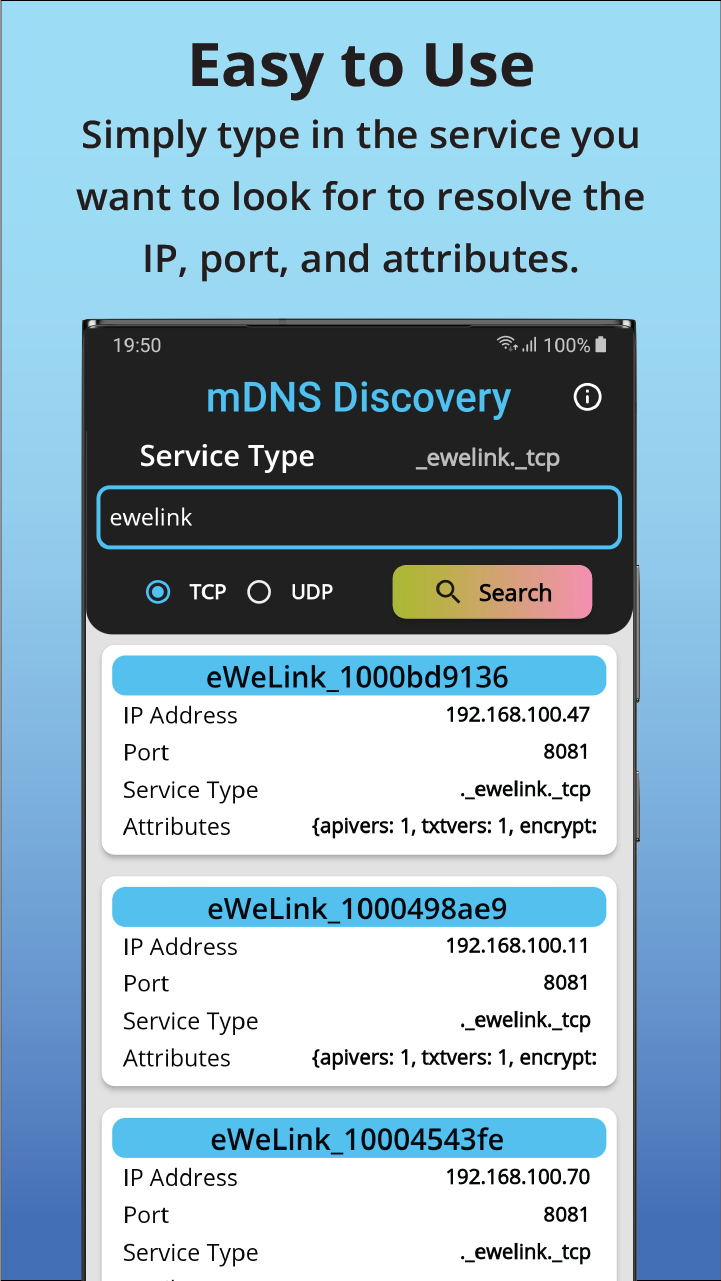 Easy to Use
Simply type in the service you
want to look for to resolve the
IP, port, and attributes.
19:50 100%
mDNS Discovery
Service Type _ewelink._tcp
ewelink
TCP UDP Search
eWeLink_1000bd9136
IP Address 192.168.100.47
Port 8081
Service Type ._ewelink._tcp
Attributes {apivers: 1, txtvers: 1, encrypt:
eWeLink_1000498ae9
IP Address 192.168.100.11
Port 8081
Service Type ._ewelink._tcp
Attributes {apivers: 1, txtvers: 1, encrypt:
eWeLink_10004543fe
IP Address 192.168.100.70
Port 8081
Service Type ._ewelink._tcp